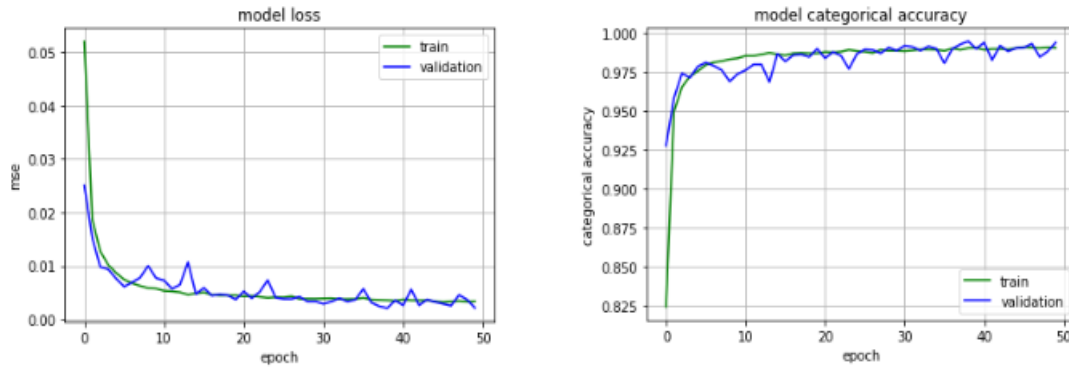 model loss
0.05
0.04
0.03
0.02
0.01
0.00
mse
0 10 20 30 40 50
epoch
train
validation
model categorical accuracy
1.000
0.975
0.950
0.925
0.900
0.875
0.850
0.825
categorical accuracy
0 10 20 30 40 50
epoch
train
validation